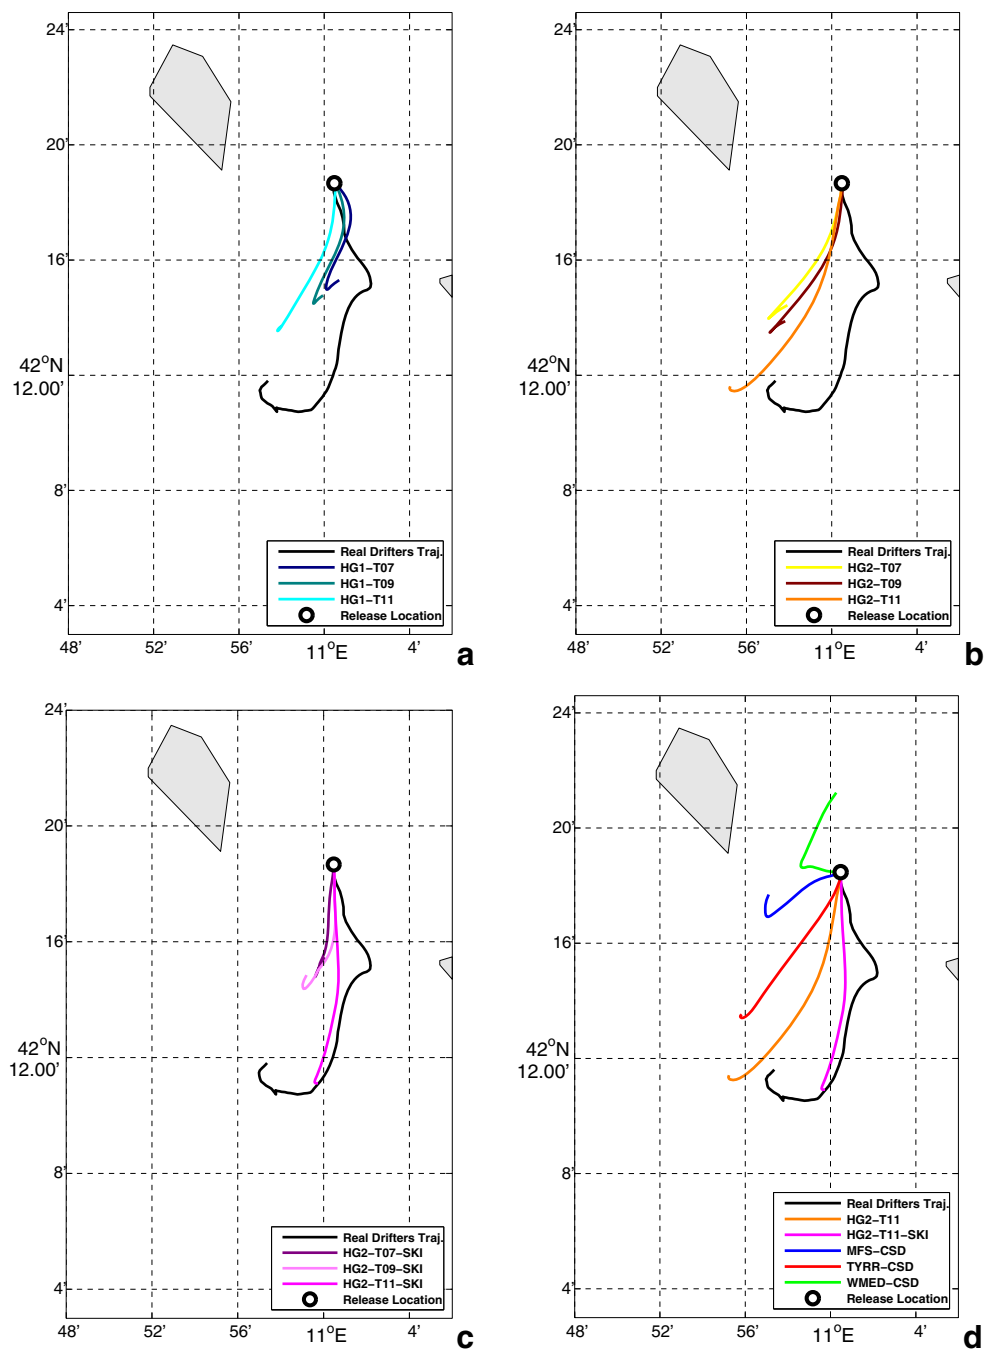 24'
20'
16'
42°N
12.00'
8'
4'
48'
52'
56'
11°E
4'
Real Drifters Traj.
HG1-T07
HG1-T09
HG1-T11
Release Location
a
24'
20'
16'
42°N
12.00'
8'
4'
48'
52'
56'
11°E
4'
Real Drifters Traj.
HG2-T07
HG2-T09
HG2-T11
Release Location
b
24'
20'
16'
42°N
12.00'
8'
4'
48'
52'
56'
11°E
4'
Real Drifters Traj.
HG2-T07-SKI
HG2-T09-SKI
HG2-T11-SKI
Release Location
c
24'
20'
16'
42°N
12.00'
8'
4'
48'
52'
56'
11°E
4'
Real Drifters Traj.
HG2-T11
HG2-T11-SKI
MFS-CSD
TYRR-CSD
WMED-CSD
Release Location
d